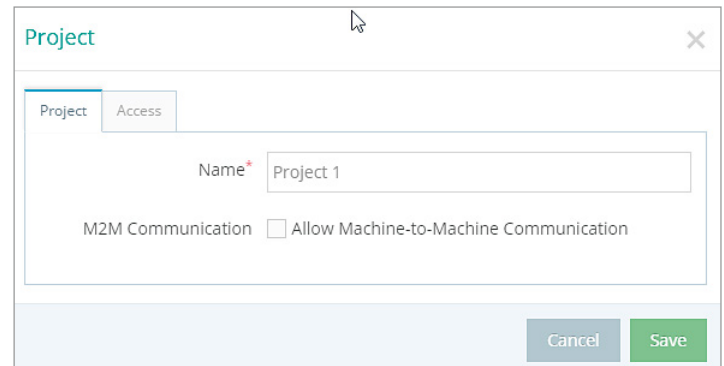 Project
Project Access
Name* Project 1
M2M Communication Allow Machine-to-Machine Communication
Cancel Save